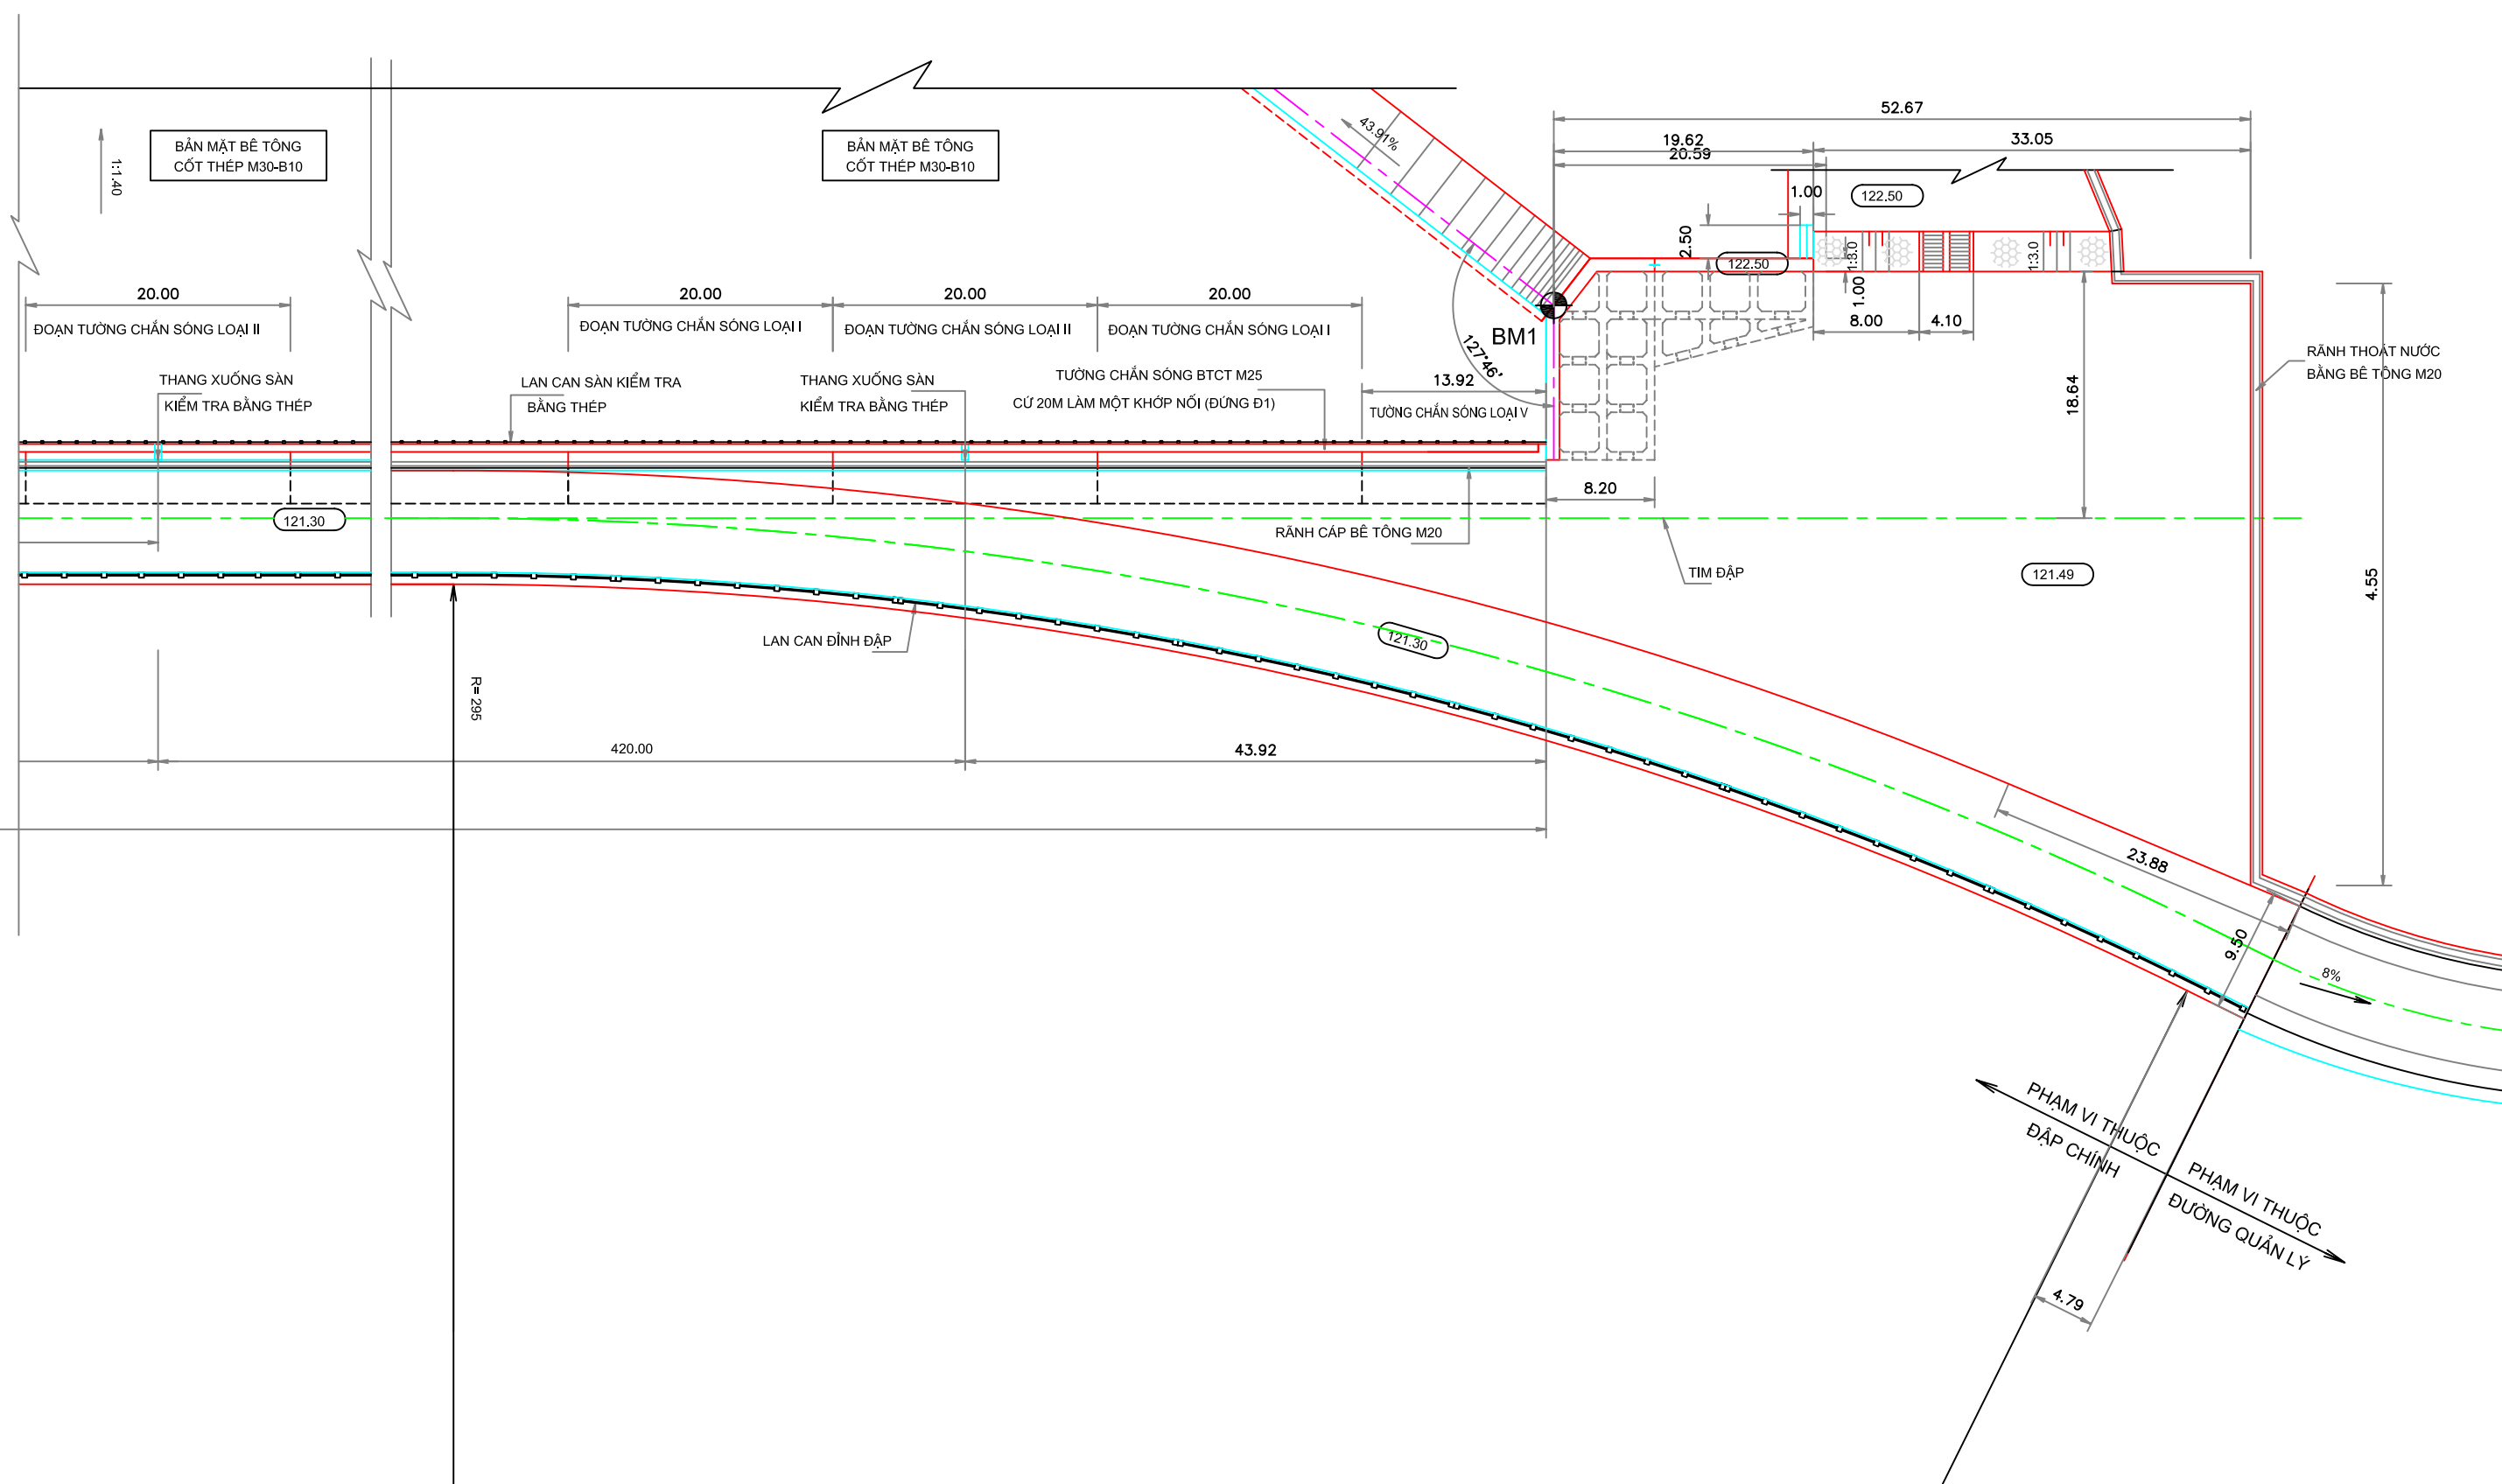 52.67
19.62
33.05
20.59
43.91%
BẢN MẶT BÊ TÔNG
CỐT THÉP M30-B10
BẢN MẶT BÊ TÔNG
CỐT THÉP M30-B10
1:1.40
1.00
122.50
2.50
122.50
1:3.0
1:3.0
1.00
20.00
20.00
20.00
20.00
ĐOẠN TƯỜNG CHẮN SÓNG LOẠI II
ĐOẠN TƯỜNG CHẮN SÓNG LOẠI I
ĐOẠN TƯỜNG CHẮN SÓNG LOẠI II
ĐOẠN TƯỜNG CHẮN SÓNG LOẠI I
BM1
127°46'
8.00
4.10
RÃNH THOÁT NƯỚC
BẰNG BÊ TÔNG M20
THANG XUỐNG SÀN
KIỂM TRA BẰNG THÉP
LAN CAN SÀN KIỂM TRA
BẰNG THÉP
THANG XUỐNG SÀN
KIỂM TRA BẰNG THÉP
TƯỜNG CHẮN SÓNG BTCT M25
CỨ 20M LÀM MỘT KHỚP NỐI (ĐỨNG Đ1)
13.92
TƯỜNG CHẮN SÓNG LOẠI V
18.64
8.20
121.30
RÃNH CÁP BÊ TÔNG M20
TIM ĐẬP
121.49
4.55
LAN CAN ĐỈNH ĐẬP
121.30
R=295
420.00
43.92
23.88
9.50
8%
PHẠM VI THUỘC
ĐẬP CHÍNH
PHẠM VI THUỘC
ĐƯỜNG QUẢN LÝ
4.79